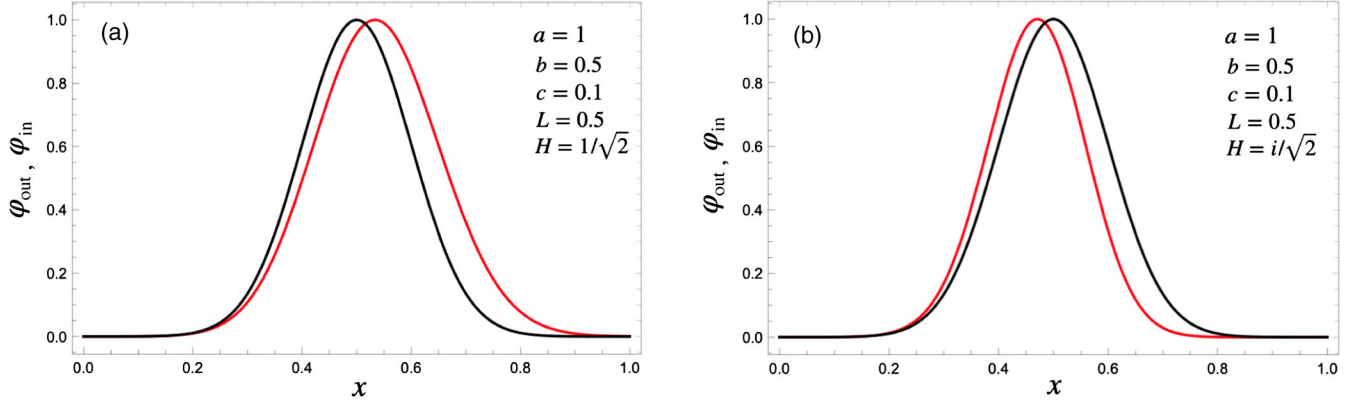 (a)
a = 1
b = 0.5
c = 0.1
L = 0.5
H = 1/√2
φout , φin
1.0
0.8
0.6
0.4
0.2
0.0
0.0 0.2 0.4 0.6 0.8 1.0
x
(b)
a = 1
b = 0.5
c = 0.1
L = 0.5
H = i/√2
φout , φin
1.0
0.8
0.6
0.4
0.2
0.0
0.0 0.2 0.4 0.6 0.8 1.0
x